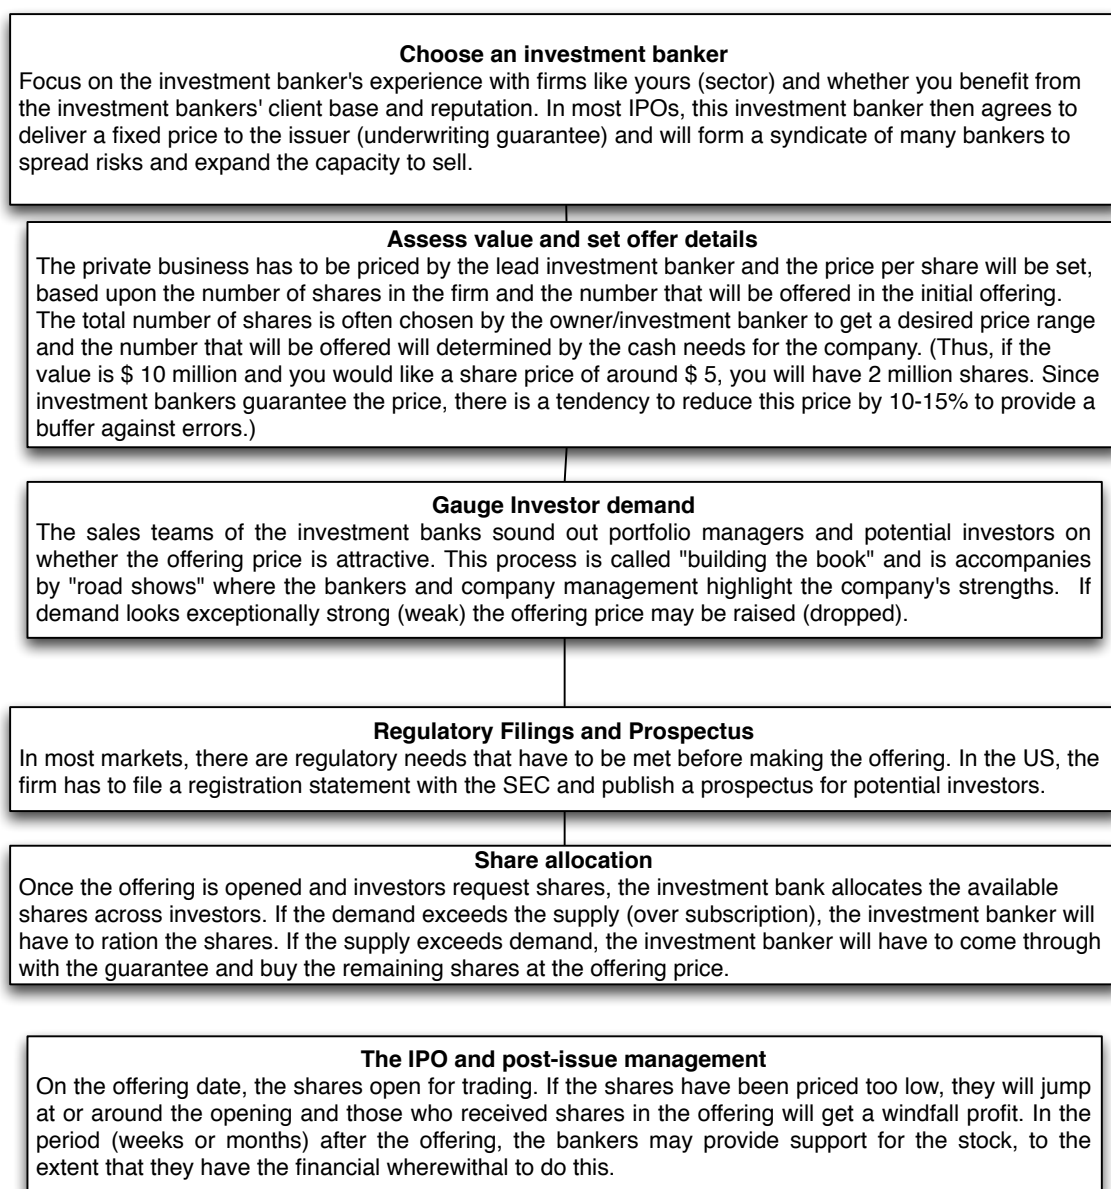 Choose an investment banker
Focus on the investment banker's experience with firms like yours (sector) and whether you benefit from
the investment bankers' client base and reputation. In most IPOs, this investment banker then agrees to
deliver a fixed price to the issuer (underwriting guarantee) and will form a syndicate of many bankers to
spread risks and expand the capacity to sell.
Assess value and set offer details
The private business has to be priced by the lead investment banker and the price per share will be set,
based upon the number of shares in the firm and the number that will be offered in the initial offering.
The total number of shares is often chosen by the owner/investment banker to get a desired price range
and the number that will be offered will determined by the cash needs for the company. (Thus, if the
value is $ 10 million and you would like a share price of around $ 5, you will have 2 million shares. Since
investment bankers guarantee the price, there is a tendency to reduce this price by 10-15% to provide a
buffer against errors.)
Gauge Investor demand
The sales teams of the investment banks sound out portfolio managers and potential investors on
whether the offering price is attractive. This process is called "building the book" and is accompanies
by "road shows" where the bankers and company management highlight the company's strengths. If
demand looks exceptionally strong (weak) the offering price may be raised (dropped).
Regulatory Filings and Prospectus
In most markets, there are regulatory needs that have to be met before making the offering. In the US, the
firm has to file a registration statement with the SEC and publish a prospectus for potential investors.
Share allocation
Once the offering is opened and investors request shares, the investment bank allocates the available
shares across investors. If the demand exceeds the supply (over subscription), the investment banker will
have to ration the shares. If the supply exceeds demand, the investment banker will have to come through
with the guarantee and buy the remaining shares at the offering price.
The IPO and post-issue management
On the offering date, the shares open for trading. If the shares have been priced too low, they will jump
at or around the opening and those who received shares in the offering will get a windfall profit. In the
period (weeks or months) after the offering, the bankers may provide support for the stock, to the
extent that they have the financial wherewithal to do this.